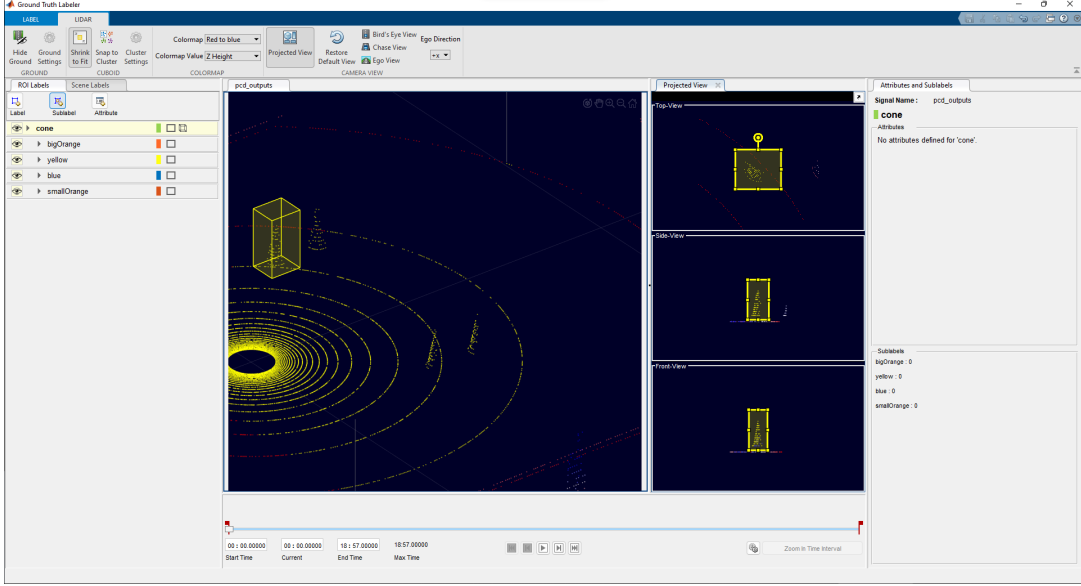 Ground Truth Labeler
LABEL
LIDAR
Hide Ground
Ground Settings
GROUND
Shrink to Fit
Snap to Cluster
Cluster Settings
CUBOID
Colormap Red to blue
Colormap Value Z Height
COLORMAP
Projected View
Restore Default View
Bird's Eye View
Chase View
Ego View
Ego Direction
+x
CAMERA VIEW
ROI Labels
Scene Labels
Label
Sublabel
Attribute
cone
bigOrange
yellow
blue
smallOrange
pcd_outputs
Projected View
Top-View
Side-View
Front-View
Attributes and Sublabels
Signal Name : pcd_outputs
cone
Attributes
No attributes defined for 'cone'.
Sublabels
bigOrange : 0
yellow : 0
blue : 0
smallOrange : 0
00 : 00.00000
00 : 00.00000
18 : 57.00000
18:57.00000
Start Time
Current
End Time
Max Time
Zoom in Time Interval